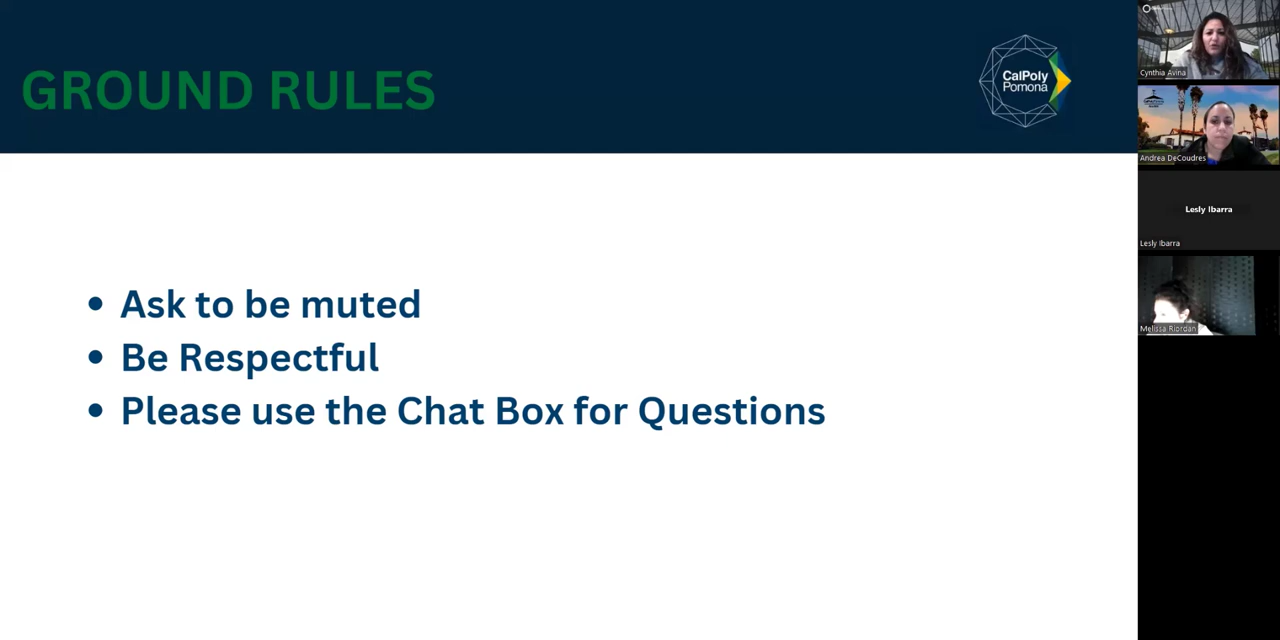 GROUND RULES
CalPoly
Pomona
Ask to be muted
Be Respectful
Please use the Chat Box for Questions
Cynthia Avina
Andrea DeCoudres
Lesly Ibarra
Lesly Ibarra
Melissa Riordan